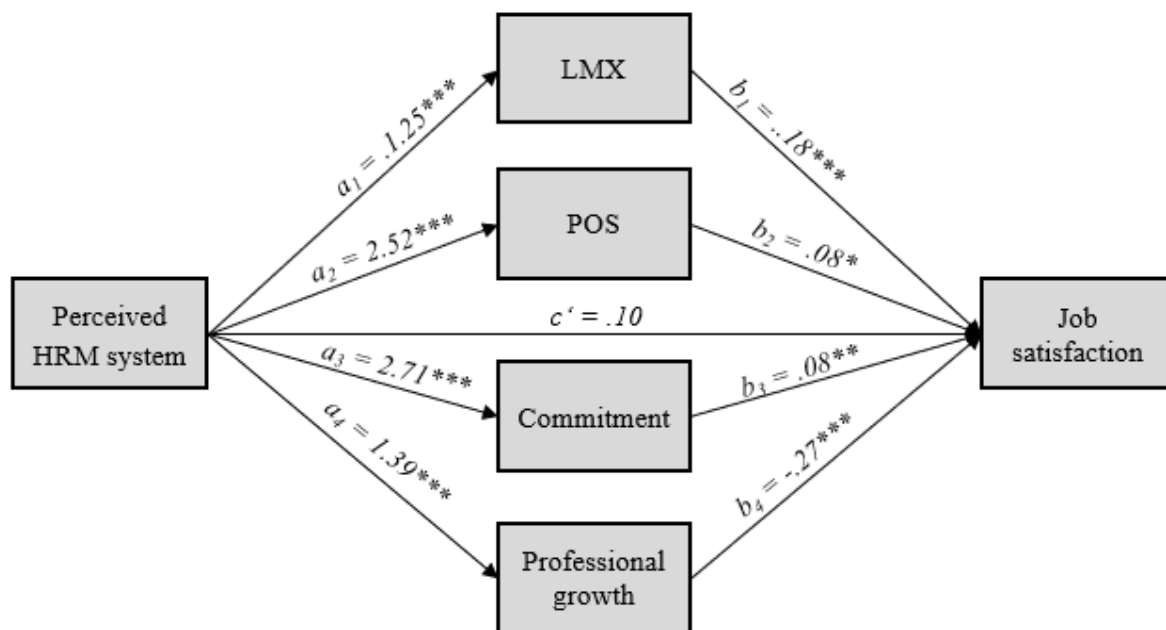 LMX
a₁ = .1.25***
b₁ = ..18***
POS
a₂ = 2.52***
b₂ = .08*
Perceived
HRM system
c‘ = .10
Job
satisfaction
a₃ = 2.71***
b₃ = .08**
Commitment
a₄ = 1.39***
b₄ = -.27***
Professional
growth